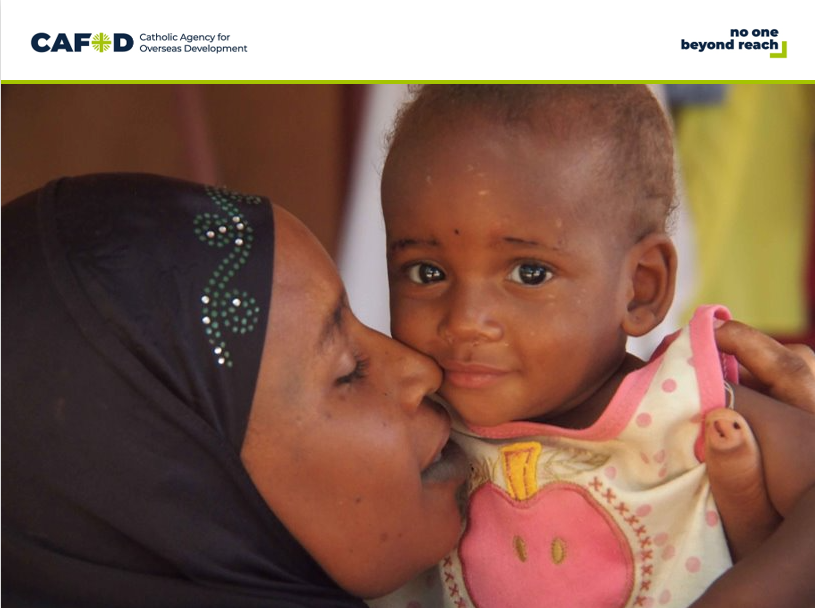 CAFOD
Catholic Agency for
Overseas Development
no one
beyond reach